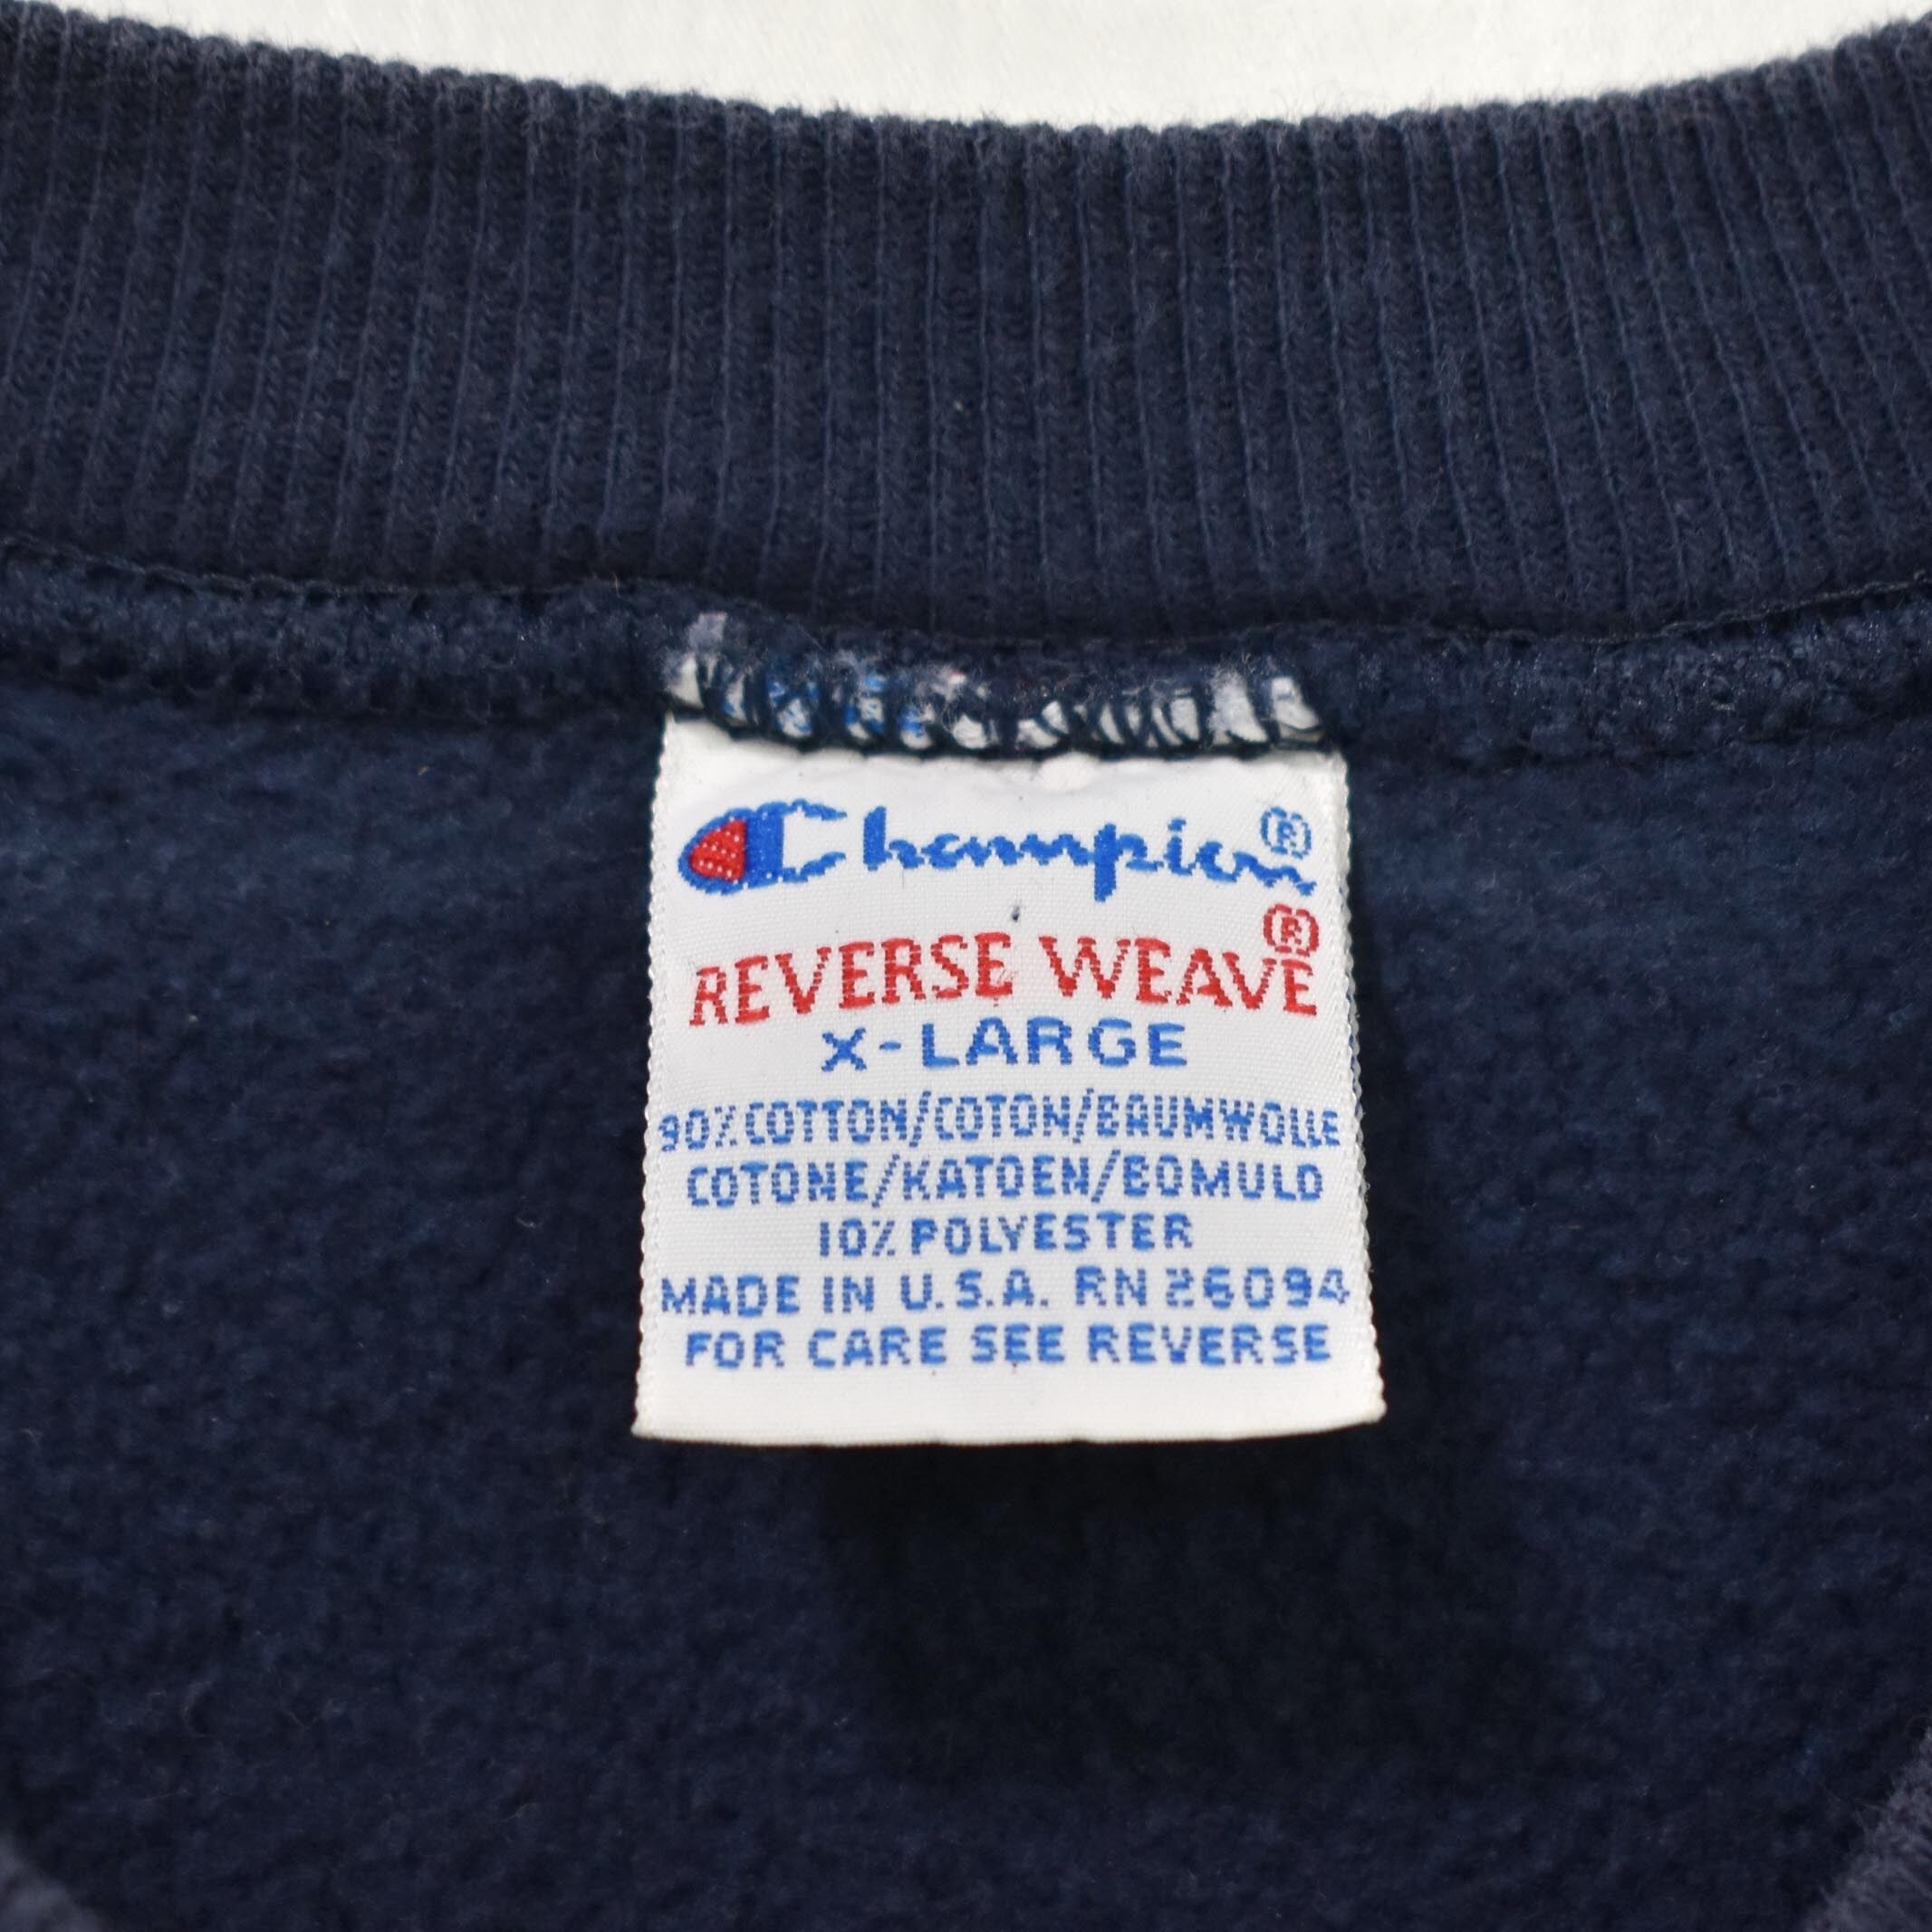 Champion®
REVERSE WEAVE®
X-LARGE
90% COTTON/COTON/BAUMWOLLE
COTONE/KATOEN/BOMULD
10% POLYESTER
MADE IN U.S.A. RN 26094
FOR CARE SEE REVERSE